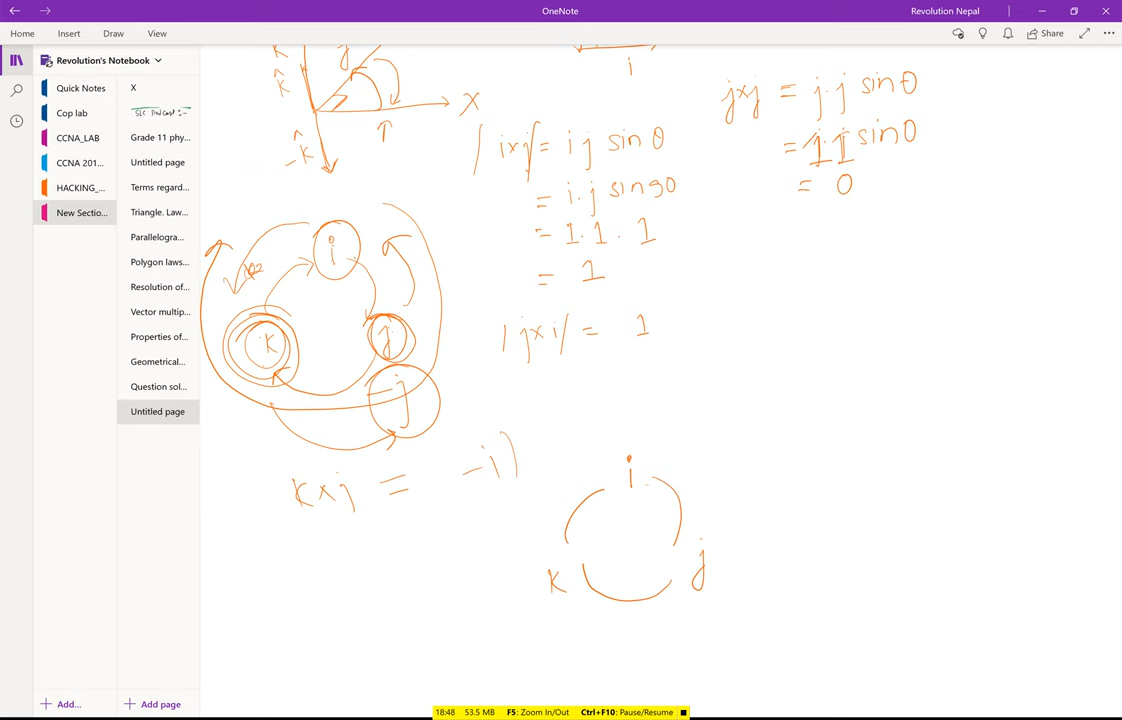 OneNote
Revolution Nepal
Home Insert Draw View
Share
Revolution's Notebook
Quick Notes
Cop lab
CCNA_LAB
CCNA 201...
HACKING_...
New Sectio...
X
Grade 11 phy...
Untitled page
Terms regard...
Triangle. Law...
Parallelogra...
Polygon laws...
Resolution of...
Vector multip...
Properties of...
Geometrical...
Question sol...
Untitled page
Add...
Add page
k̂
j
X
-k̂
i
|ixj| = i j sin θ
= i.j sin 90
= 1.1.1
= 1
|jxi| = 1
jxj = j.j sin θ
= 1.1 sin θ
= 0
i
k
j
-j
kxj = -i)
i
k
j
18:48 53.5 MB F5: Zoom In/Out Ctrl+F10: Pause/Resume